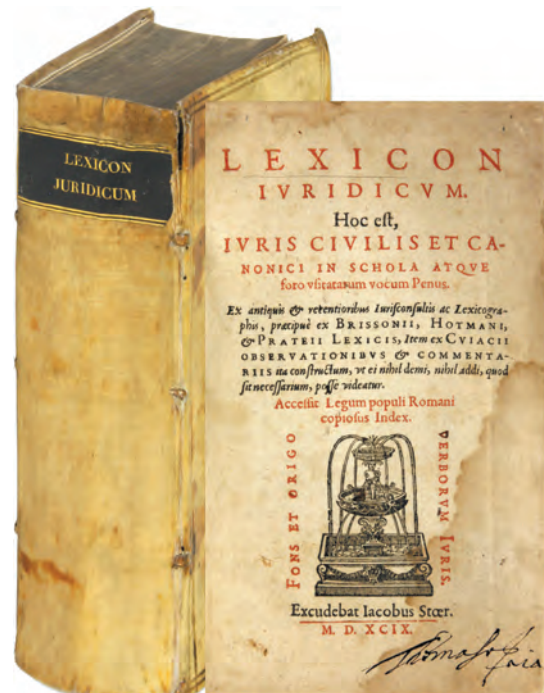 LEXICON
JURIDICUM
LEXICON
IVRIDICVM.
Hoc eſt,
IVRIS CIVILIS ET CA-
NONICI IN SCHOLA ATQVE
foro vſitatarum vocum Penus.
Ex antiquis & recentioribus Iuriſconſultis ac Lexicogra-
phis, præcipuè ex BRISSONII, HOTMANI,
& PRATEII LEXICIS, Item ex CVIACII
OBSERVATIONIBVS & COMMENTA-
RIIS ita conſtructum, vt ei nihil demi, nihil addi, quod
ſit neceſſarium, poſſe videatur.
Acceſſit Legum populi Romani
copioſus Index.
FONS ET ORIGO
VERBORVM IVRIS.
Excudebat Iacobus Stœr.
M. D. XCIX.